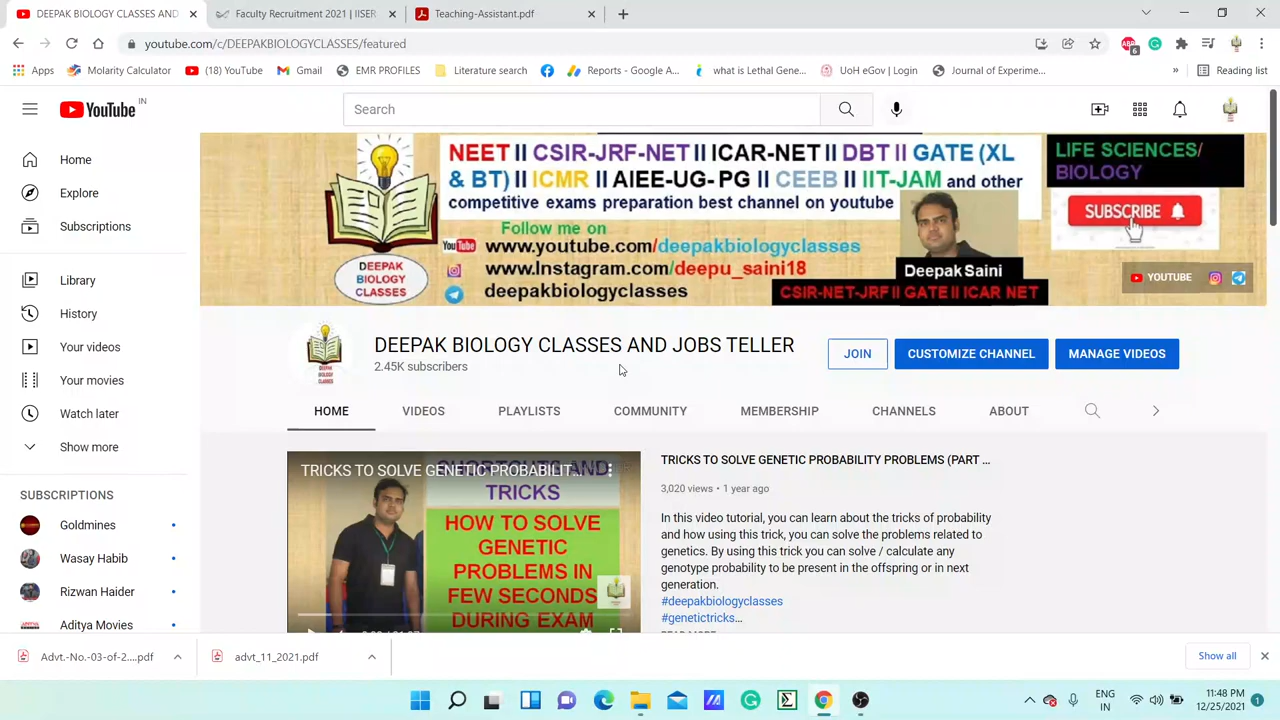 DEEPAK BIOLOGY CLASSES AND
Faculty Recruitment 2021 | IISER
Teaching-Assistant.pdf
youtube.com/c/DEEPAKBIOLOGYCLASSES/featured
6
Apps
Molarity Calculator
(18) YouTube
Gmail
EMR PROFILES
Literature search
Reports - Google A...
what is Lethal Gene...
UoH eGov | Login
Journal of Experime...
»
Reading list
YouTube IN
Search
Home
Explore
Subscriptions
Library
History
Your videos
Your movies
Watch later
Show more
SUBSCRIPTIONS
Goldmines
Wasay Habib
Rizwan Haider
Aditya Movies
NEET II CSIR-JRF-NET II ICAR-NET II DBT II GATE (XL
& BT) II ICMR II AIEE-UG- PG II CEEB II IIT-JAM and other
competitive exams preparation best channel on youtube
Follow me on
YouTube www.youtube.com/deepakbiologyclasses
www.Instagram.com/deepu_saini18
deepakbiologyclasses
DEEPAK
BIOLOGY
CLASSES
Deepak Saini
CSIR-NET-JRF II GATE II ICAR NET
LIFE SCIENCES/
BIOLOGY
SUBSCRIBE
YOUTUBE
DEEPAK BIOLOGY CLASSES AND JOBS TELLER
2.45K subscribers
JOIN
CUSTOMIZE CHANNEL
MANAGE VIDEOS
HOME
VIDEOS
PLAYLISTS
COMMUNITY
MEMBERSHIP
CHANNELS
ABOUT
TRICKS TO SOLVE GENETIC PROBABILIT...
SHORTCUTS AND
TRICKS
HOW TO SOLVE
GENETIC
PROBLEMS IN
FEW SECONDS
DURING EXAM
TRICKS TO SOLVE GENETIC PROBABILITY PROBLEMS (PART ...
3,020 views • 1 year ago
In this video tutorial, you can learn about the tricks of probability
and how using this trick, you can solve the problems related to
genetics. By using this trick you can solve / calculate any
genotype probability to be present in the offspring or in next
generation.
#deepakbiologyclasses
#genetictricks...
Advt.-No.-03-of-2....pdf
advt_11_2021.pdf
Show all
ENG
IN
11:48 PM
12/25/2021
1